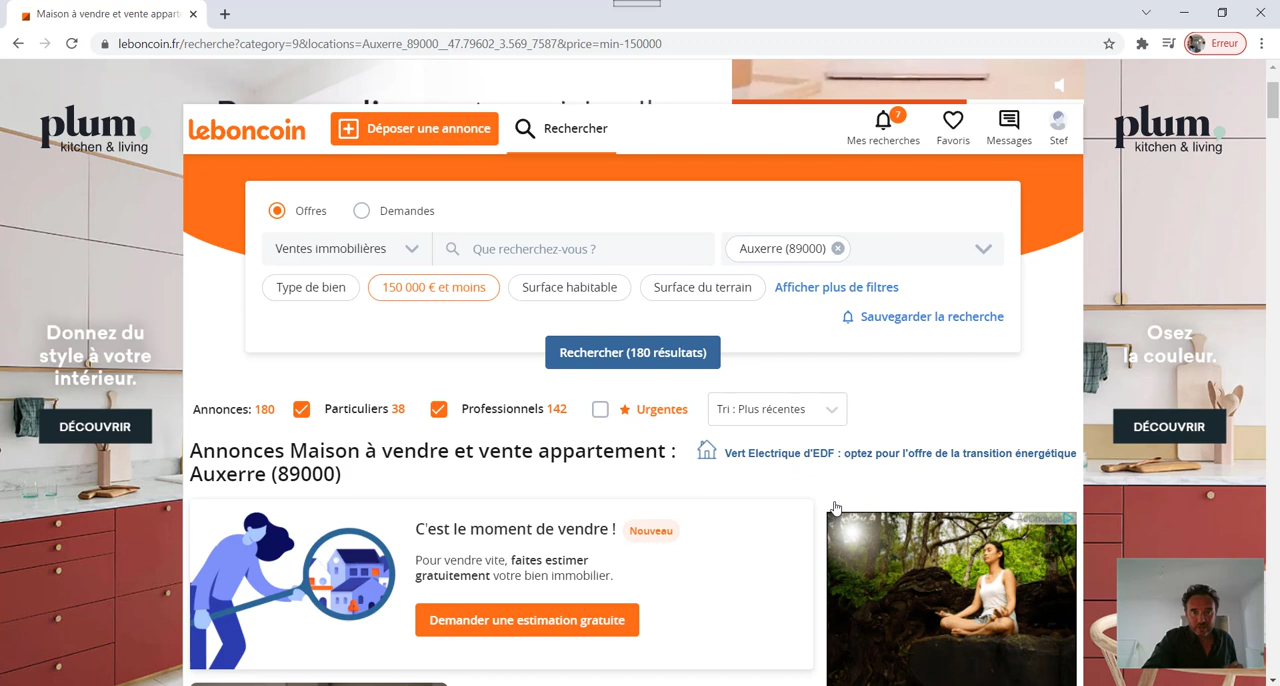 Maison à vendre et vente appart
leboncoin.fr/recherche?category=9&locations=Auxerre_89000__47.79602_3.569_7587&price=min-150000
Erreur
plum
kitchen & living
leboncoin
Déposer une annonce
Rechercher
7
Mes recherches
Favoris
Messages
Stef
plum
kitchen & living
Offres
Demandes
Ventes immobilières
Que recherchez-vous ?
Auxerre (89000)
Type de bien
150 000 € et moins
Surface habitable
Surface du terrain
Afficher plus de filtres
Sauvegarder la recherche
Rechercher (180 résultats)
Donnez du
style à votre
intérieur.
DÉCOUVRIR
Osez
la couleur.
DÉCOUVRIR
Annonces: 180
Particuliers 38
Professionnels 142
Urgentes
Tri : Plus récentes
Annonces Maison à vendre et vente appartement :
Auxerre (89000)
Vert Electrique d'EDF : optez pour l'offre de la transition énergétique
C'est le moment de vendre !
Nouveau
Pour vendre vite, faites estimer
gratuitement votre bien immobilier.
Demander une estimation gratuite